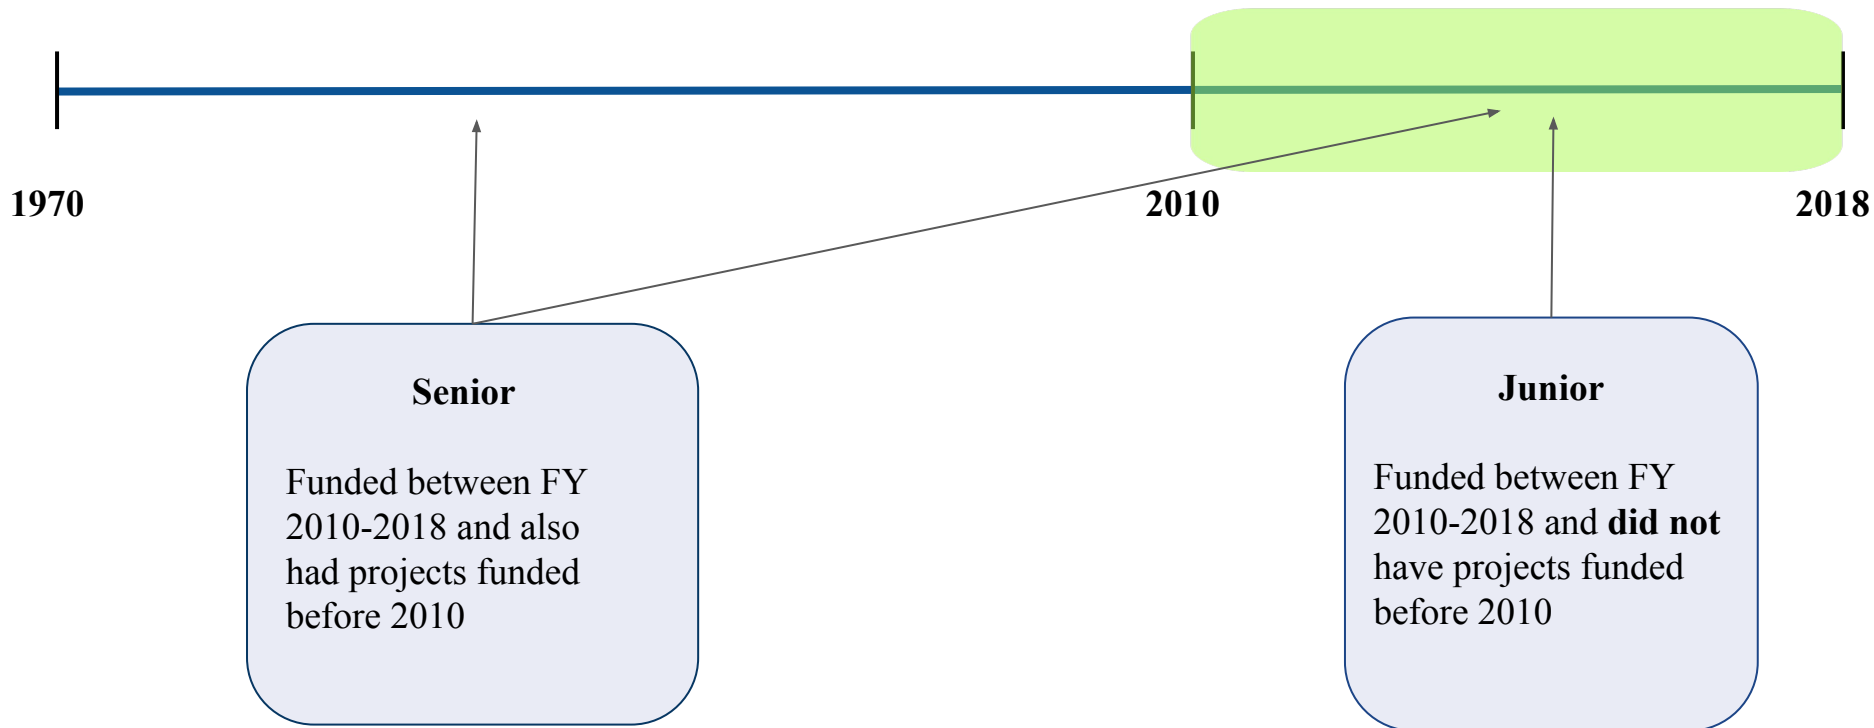 1970
2010
2018
Senior
Funded between FY
2010-2018 and also
had projects funded
before 2010
Junior
Funded between FY
2010-2018 and did not
have projects funded
before 2010